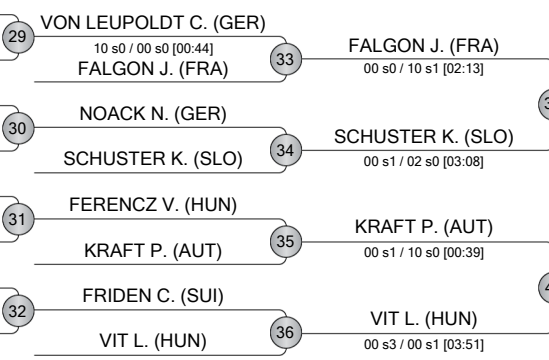 VON LEUPOLDT C. (GER)
29
10 s0 / 00 s0 [00:44]
FALGON J. (FRA)
33
FALGON J. (FRA)
00 s0 / 10 s1 [02:13]
NOACK N. (GER)
30
SCHUSTER K. (SLO)
34
SCHUSTER K. (SLO)
00 s1 / 02 s0 [03:08]
FERENCZ V. (HUN)
31
KRAFT P. (AUT)
35
KRAFT P. (AUT)
00 s1 / 10 s0 [00:39]
FRIDEN C. (SUI)
32
VIT L. (HUN)
36
VIT L. (HUN)
00 s3 / 00 s1 [03:51]